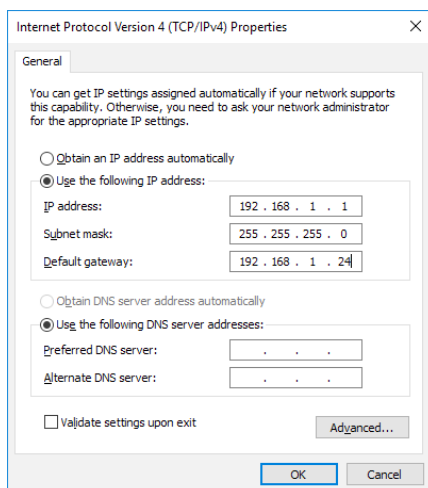 Internet Protocol Version 4 (TCP/IPv4) Properties
General
You can get IP settings assigned automatically if your network supports
this capability. Otherwise, you need to ask your network administrator
for the appropriate IP settings.
Obtain an IP address automatically
Use the following IP address:
IP address: 192 . 168 . 1 . 1
Subnet mask: 255 . 255 . 255 . 0
Default gateway: 192 . 168 . 1 . 24
Obtain DNS server address automatically
Use the following DNS server addresses:
Preferred DNS server: . . .
Alternate DNS server: . . .
Validate settings upon exit
Advanced...
OK Cancel